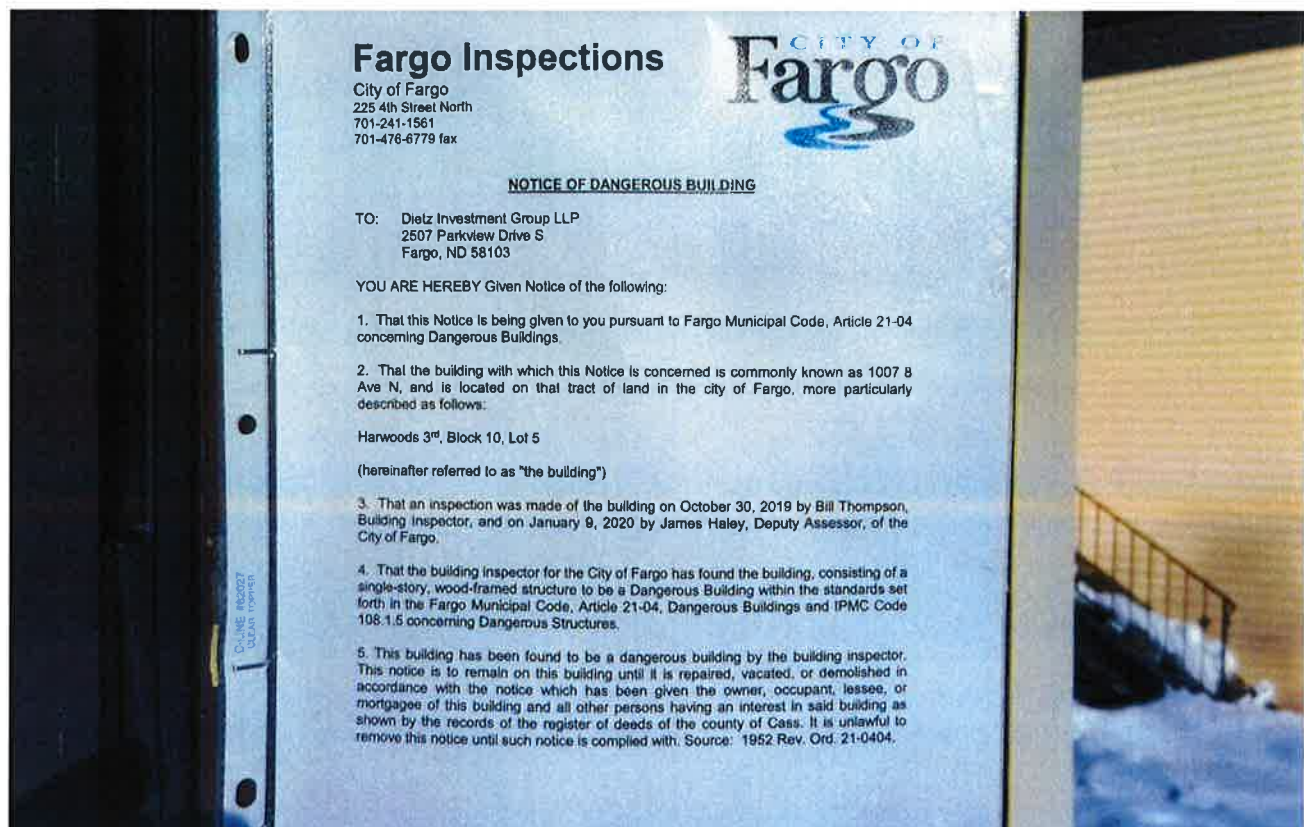 Fargo Inspections
City of Fargo
225 4th Street North
701-241-1561
701-476-6779 fax
CITY OF
Fargo
NOTICE OF DANGEROUS BUILDING
TO: Dietz Investment Group LLP
2507 Parkview Drive S
Fargo, ND 58103
YOU ARE HEREBY Given Notice of the following:
1. That this Notice is being given to you pursuant to Fargo Municipal Code, Article 21-04
concerning Dangerous Buildings.
2. That the building with which this Notice is concerned is commonly known as 1007 8
Ave N, and is located on that tract of land in the city of Fargo, more particularly
described as follows:
Harwoods 3rd, Block 10, Lot 5
(hereinafter referred to as "the building")
3. That an inspection was made of the building on October 30, 2019 by Bill Thompson,
Building Inspector, and on January 9, 2020 by James Haley, Deputy Assessor, of the
City of Fargo.
4. That the building inspector for the City of Fargo has found the building, consisting of a
single-story, wood-framed structure to be a Dangerous Building within the standards set
forth in the Fargo Municipal Code, Article 21-04, Dangerous Buildings and IPMC Code
108.1.5 concerning Dangerous Structures.
5. This building has been found to be a dangerous building by the building inspector.
This notice is to remain on this building until it is repaired, vacated, or demolished in
accordance with the notice which has been given the owner, occupant, lessee, or
mortgagee of this building and all other persons having an interest in said building as
shown by the records of the register of deeds of the county of Cass. It is unlawful to
remove this notice until such notice is complied with. Source: 1952 Rev. Ord. 21-0404.
C-LINE #62027
CLEAR